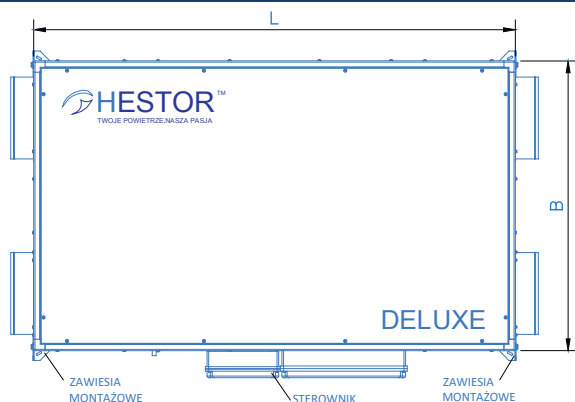 L
HESTOR™
TWOJE POWIETRZE,NASZA PASJA
B
DELUXE
ZAWIESIA
MONTAŻOWE
STEROWNIK
ZAWIESIA
MONTAŻOWE